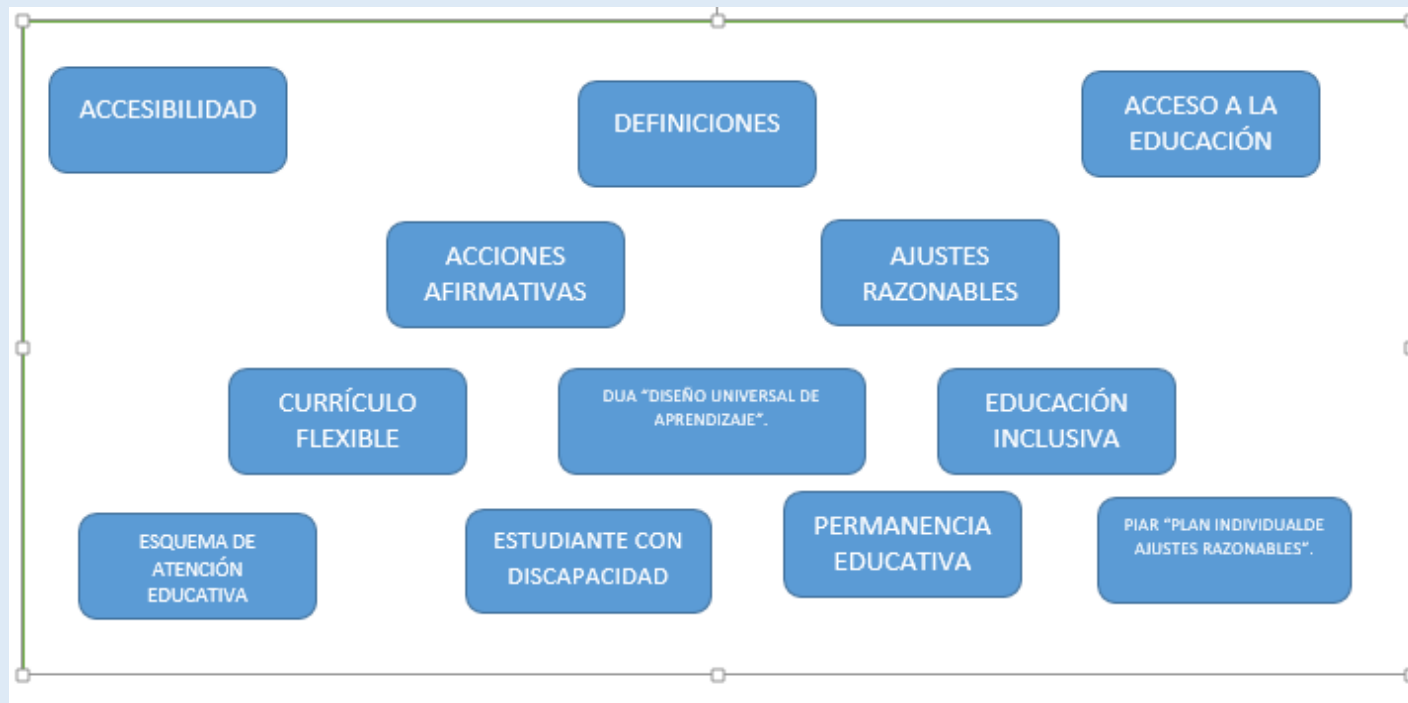 ACCESIBILIDAD
DEFINICIONES
ACCESO A LA
EDUCACIÓN
ACCIONES
AFIRMATIVAS
AJUSTES
RAZONABLES
CURRÍCULO
FLEXIBLE
DUA “DISEÑO UNIVERSAL DE
APRENDIZAJE”.
EDUCACIÓN
INCLUSIVA
ESQUEMA DE
ATENCIÓN
EDUCATIVA
ESTUDIANTE CON
DISCAPACIDAD
PERMANENCIA
EDUCATIVA
PIAR “PLAN INDIVIDUALDE
AJUSTES RAZONABLES”.